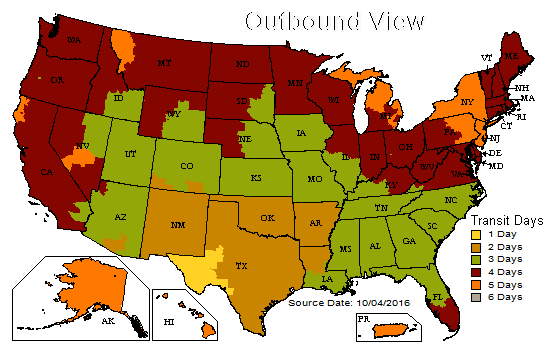 Outbound View
WA
MT
ND
MN
VT
ME
OR
ID
WY
SD
WI
MI
NY
NH
MA
RI
CT
NV
UT
CO
NE
IA
ID
IN
OH
PA
NJ
DE
MD
CA
KS
MO
KY
WV
VA
AZ
NM
OK
AR
TN
NC
SC
TX
LA
MS
AL
GA
FL
Transit Days
1 Day
2 Days
3 Days
4 Days
5 Days
6 Days
Source Date: 10/04/2016
AK
HI
PR